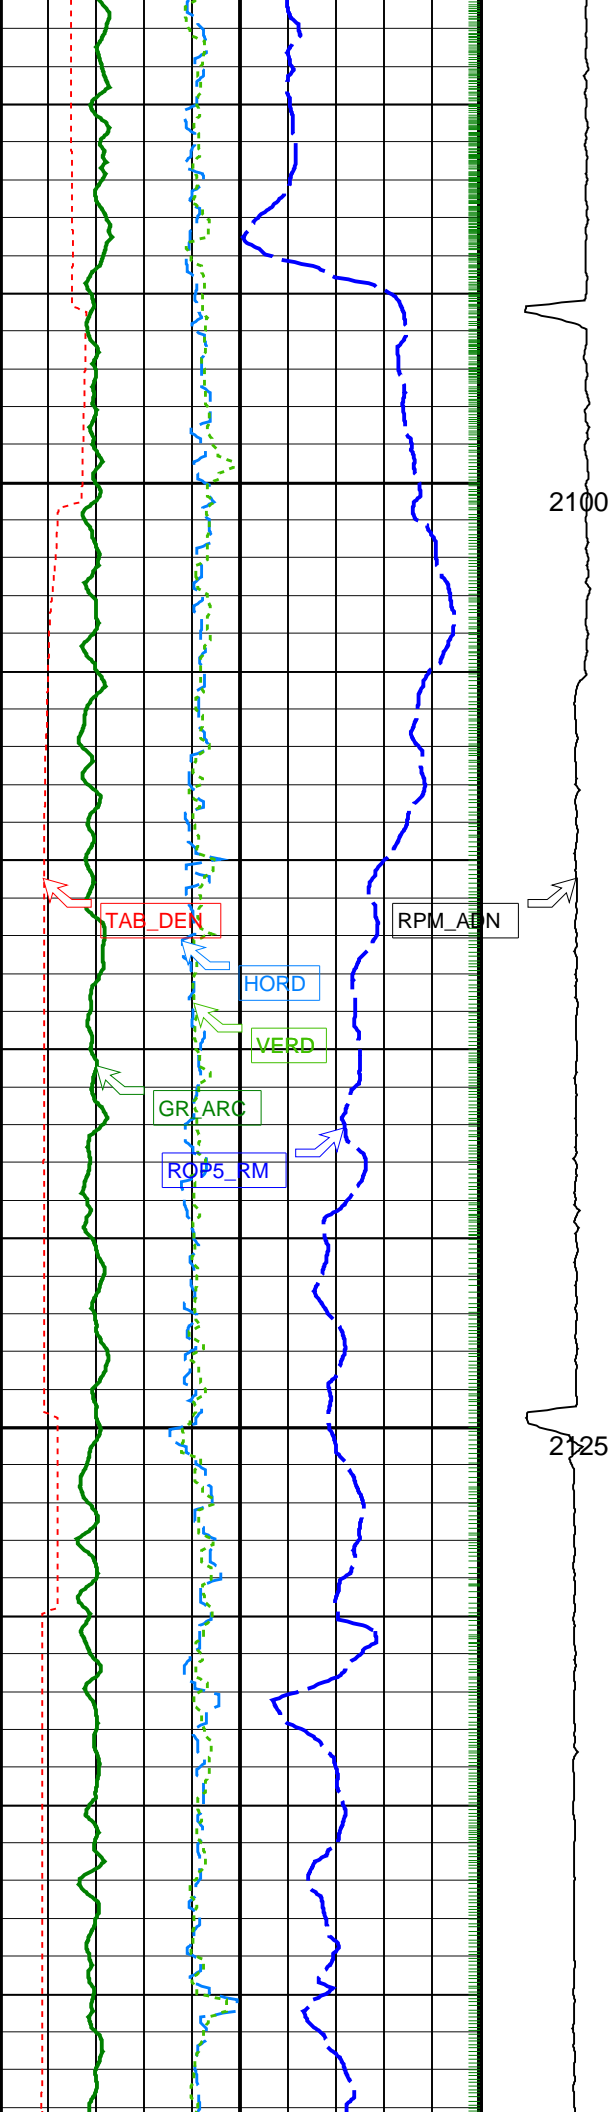 2100
TAB_DEN
RPM_ADN
HORD
VERD
GR_ARC
ROP5_RM
2125